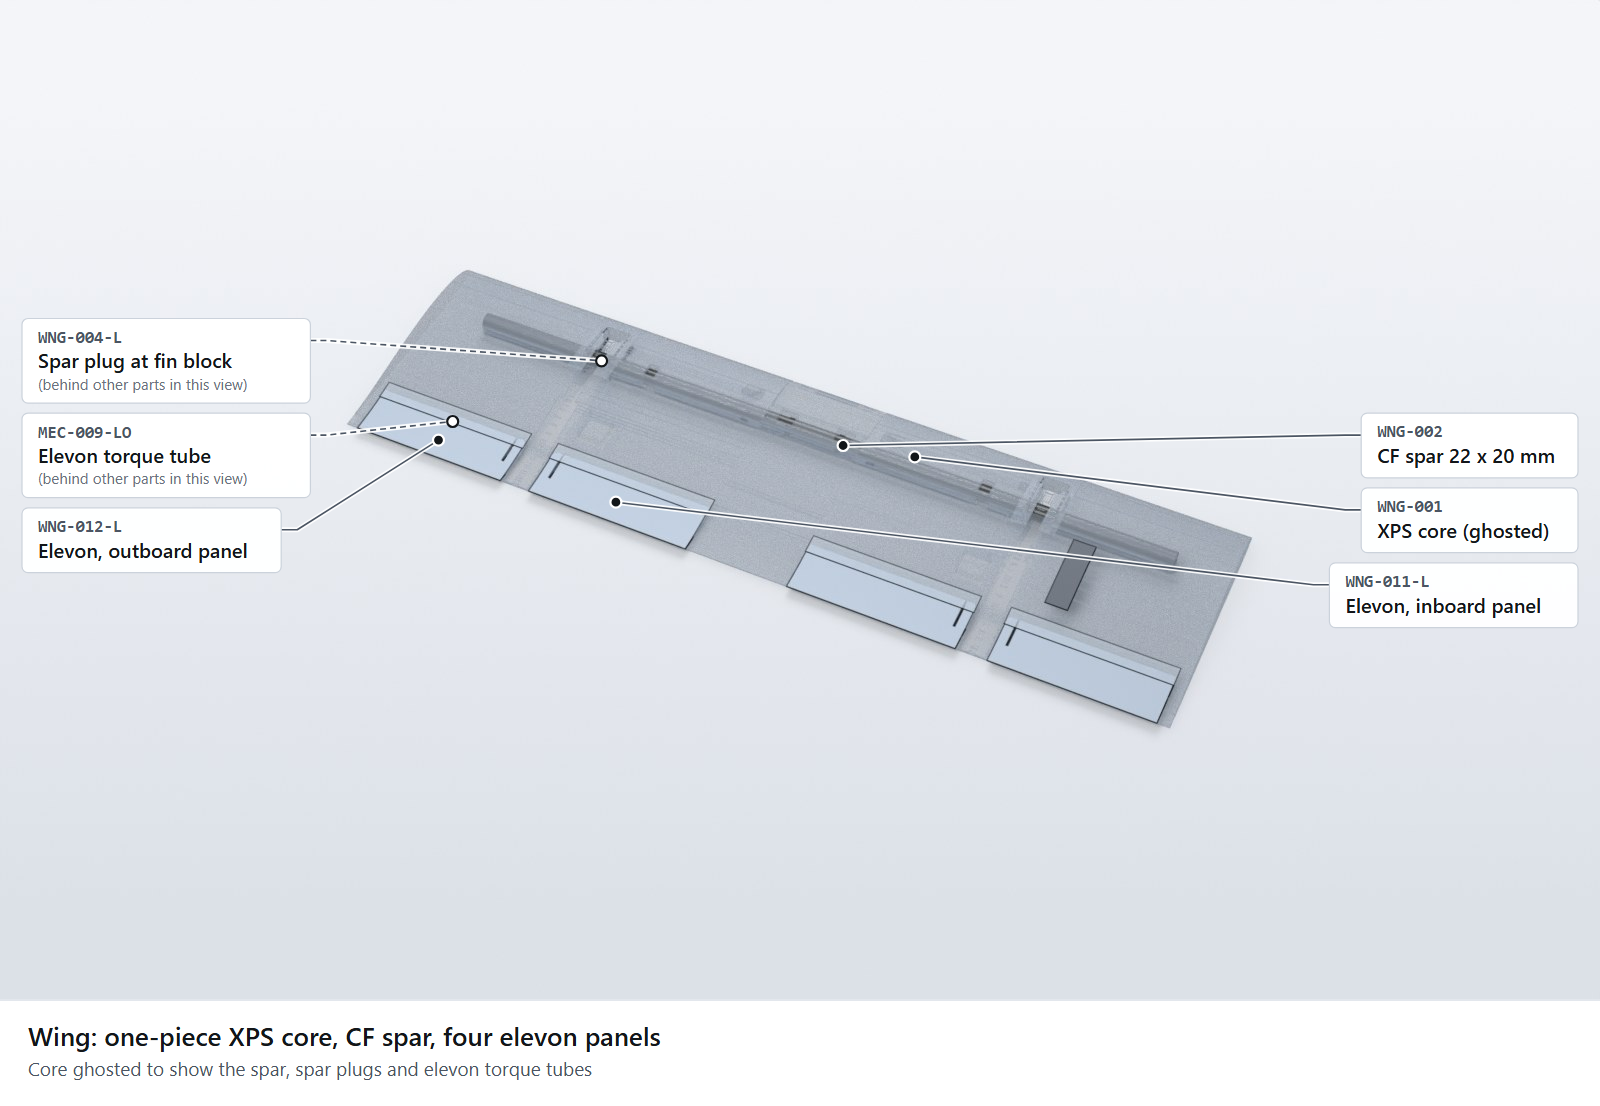 WNG-004-L
Spar plug at fin block
(behind other parts in this view)
MEC-009-LO
Elevon torque tube
(behind other parts in this view)
WNG-012-L
Elevon, outboard panel
WNG-002
CF spar 22 x 20 mm
WNG-001
XPS core (ghosted)
WNG-011-L
Elevon, inboard panel
Wing: one-piece XPS core, CF spar, four elevon panels
Core ghosted to show the spar, spar plugs and elevon torque tubes